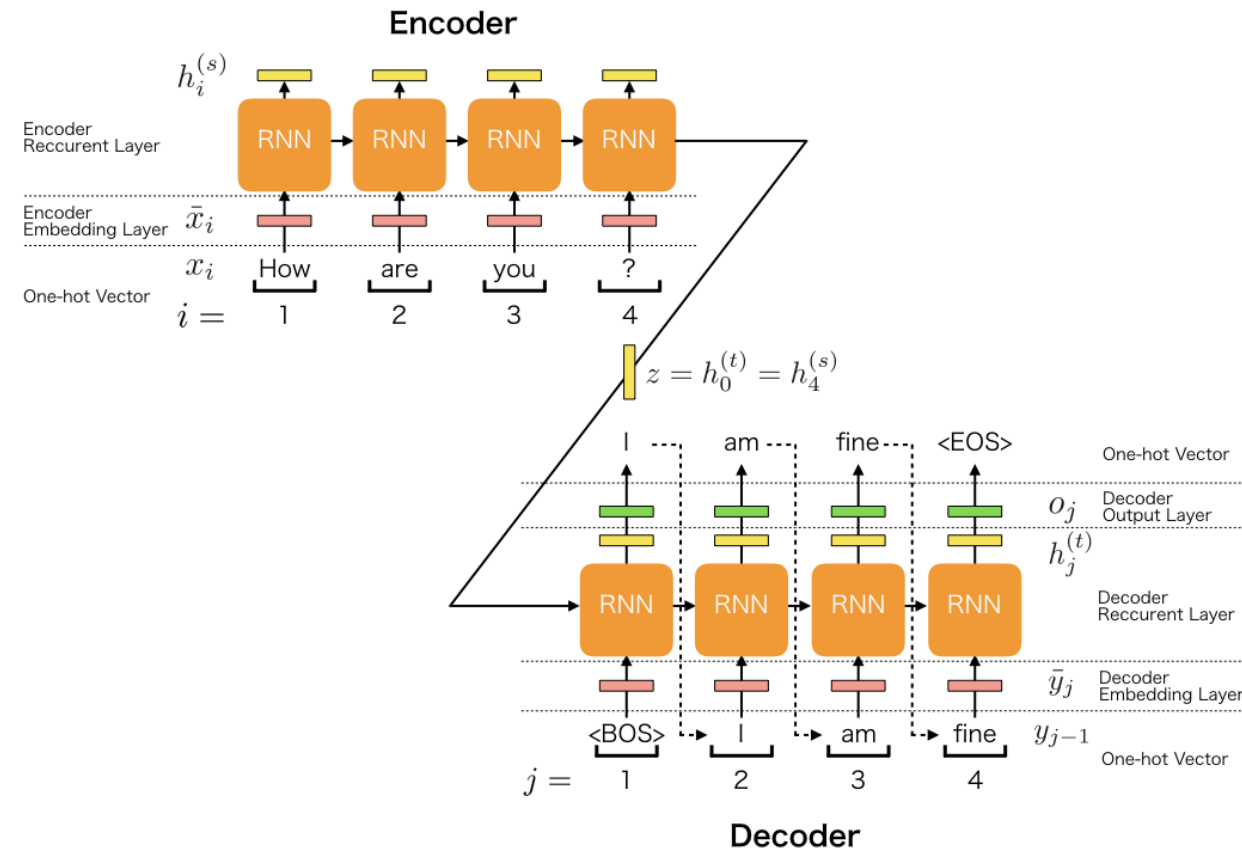 Encoder
h_i^{(s)}
RNN RNN RNN RNN
Encoder
Reccurent Layer
Encoder
Embedding Layer
x̄_i
x_i How are you ?
One-hot Vector
i = 1 2 3 4
z = h_0^{(t)} = h_4^{(s)}
I am fine <EOS>
One-hot Vector
o_j
Decoder
Output Layer
h_j^{(t)}
RNN RNN RNN RNN
Decoder
Reccurent Layer
ȳ_j
Decoder
Embedding Layer
<BOS> I am fine y_{j-1}
One-hot Vector
j = 1 2 3 4
Decoder